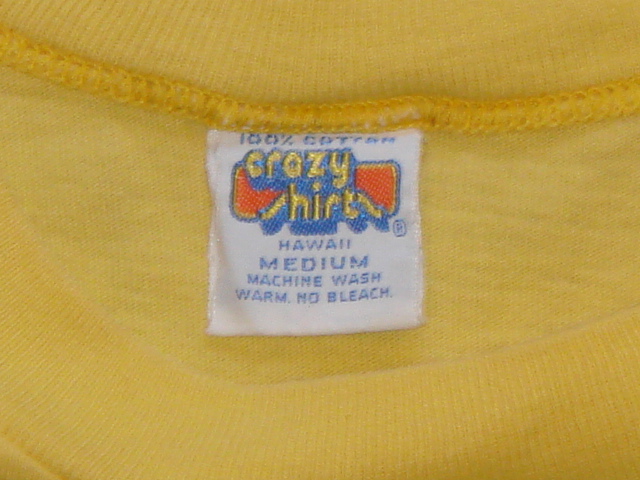 100% COTTON
crazy
shirts
®
HAWAII
MEDIUM
MACHINE WASH
WARM. NO BLEACH.